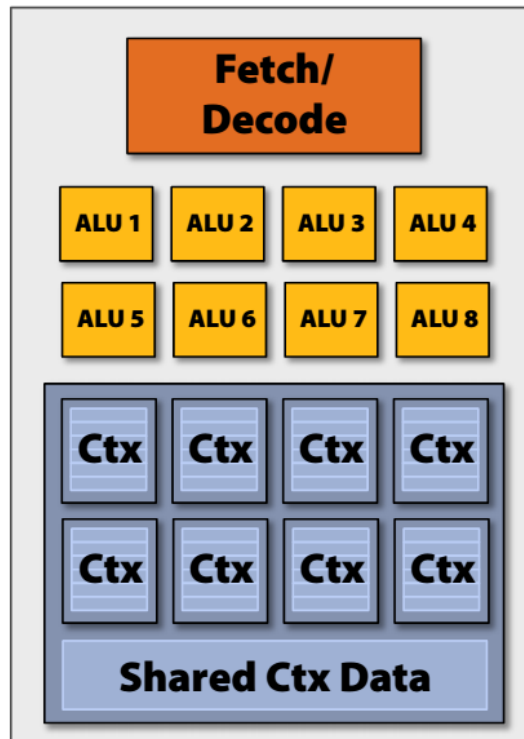 Fetch/
Decode
ALU 1 ALU 2 ALU 3 ALU 4
ALU 5 ALU 6 ALU 7 ALU 8
Ctx Ctx Ctx Ctx
Ctx Ctx Ctx Ctx
Shared Ctx Data